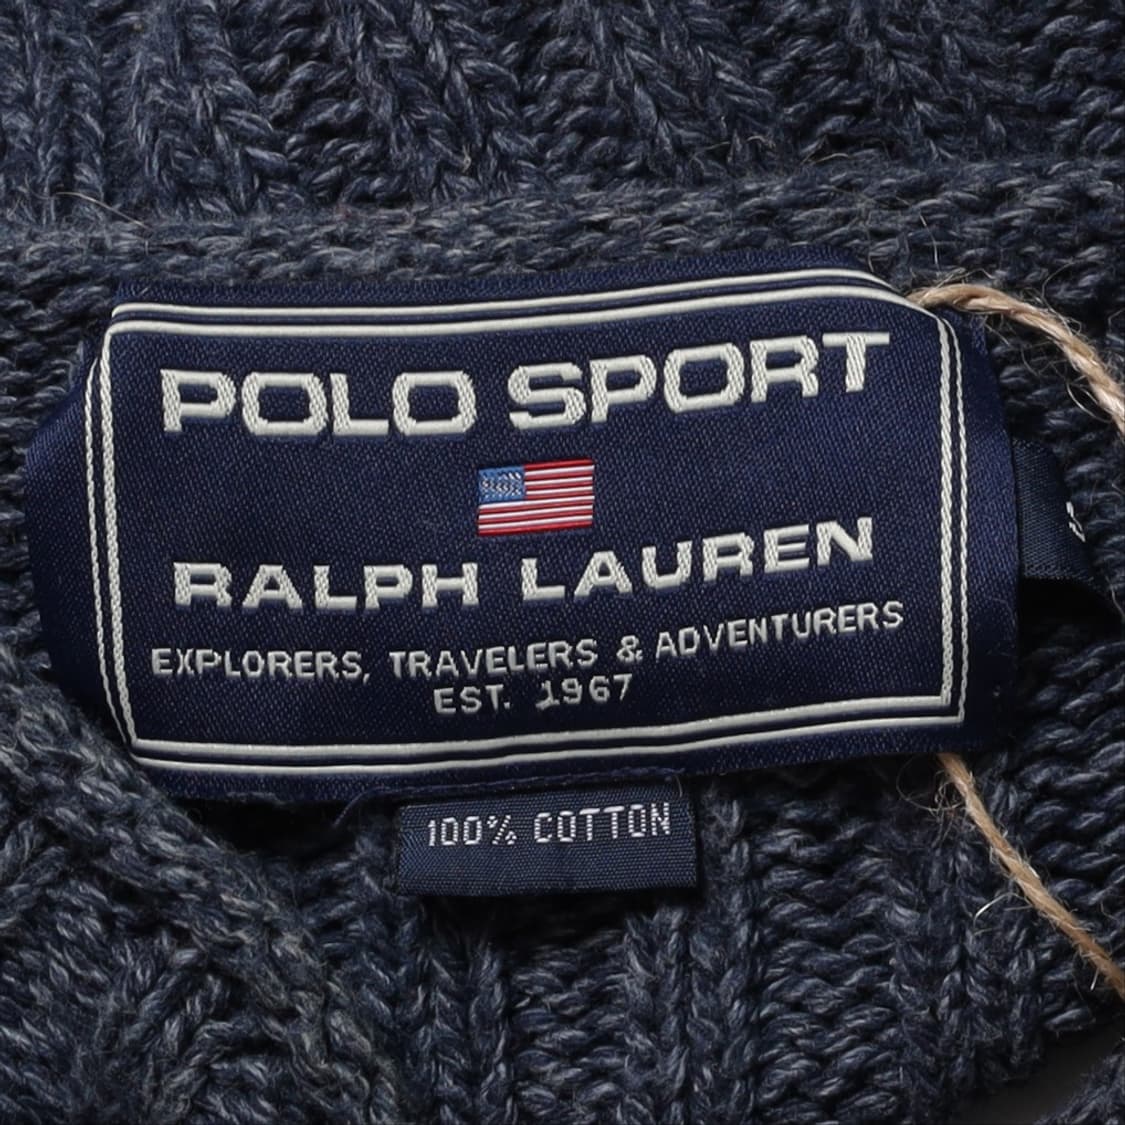 POLO SPORT
RALPH LAUREN
EXPLORERS, TRAVELERS & ADVENTURERS
EST. 1967
100% COTTON